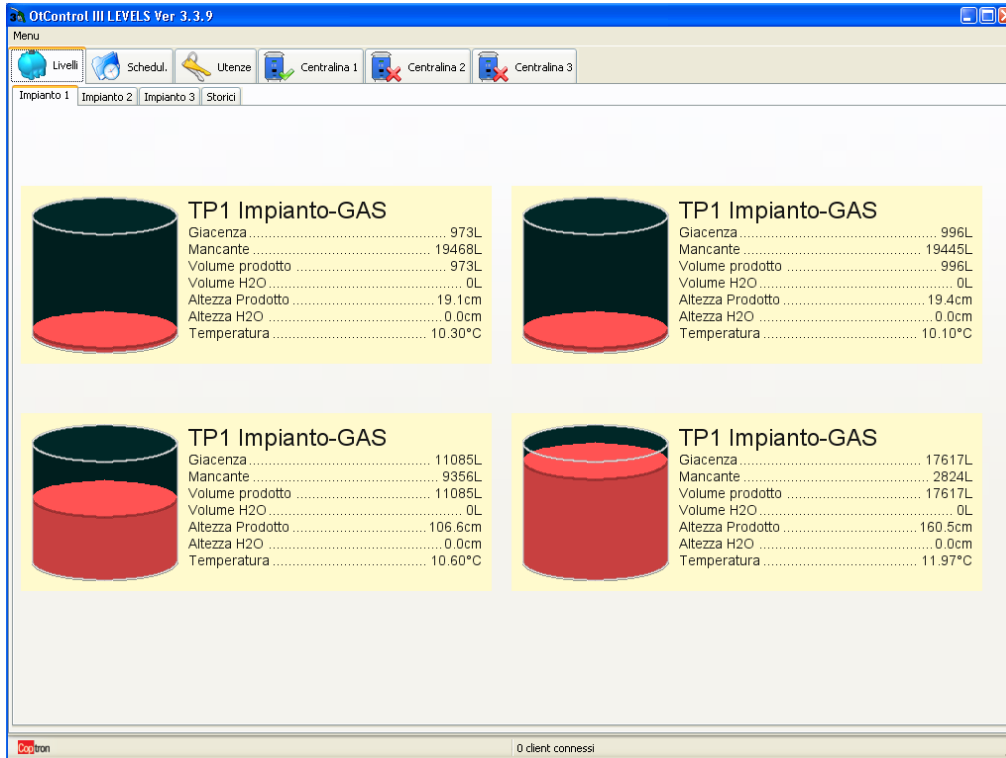 OtControl III LEVELS Ver 3.3.9
Menu
Livelli Schedul. Utenze Centralina 1 Centralina 2 Centralina 3
Impianto 1 Impianto 2 Impianto 3 Storici
TP1 Impianto-GAS
Giacenza 973L
Mancante 19468L
Volume prodotto 973L
Volume H2O 0L
Altezza Prodotto 19.1cm
Altezza H2O 0.0cm
Temperatura 10.30°C
TP1 Impianto-GAS
Giacenza 996L
Mancante 19445L
Volume prodotto 996L
Volume H2O 0L
Altezza Prodotto 19.4cm
Altezza H2O 0.0cm
Temperatura 10.10°C
TP1 Impianto-GAS
Giacenza 11085L
Mancante 9356L
Volume prodotto 11085L
Volume H2O 0L
Altezza Prodotto 106.6cm
Altezza H2O 0.0cm
Temperatura 10.60°C
TP1 Impianto-GAS
Giacenza 17617L
Mancante 2824L
Volume prodotto 17617L
Volume H2O 0L
Altezza Prodotto 160.5cm
Altezza H2O 0.0cm
Temperatura 11.97°C
Coptron 0 client connessi